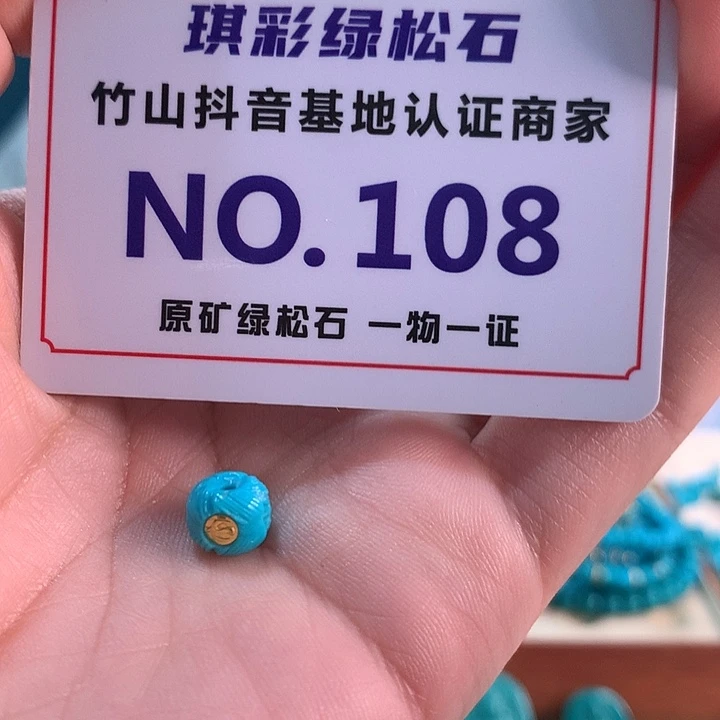 琪彩绿松石
竹山抖音基地认证商家
NO.108
原矿绿松石 一物一证